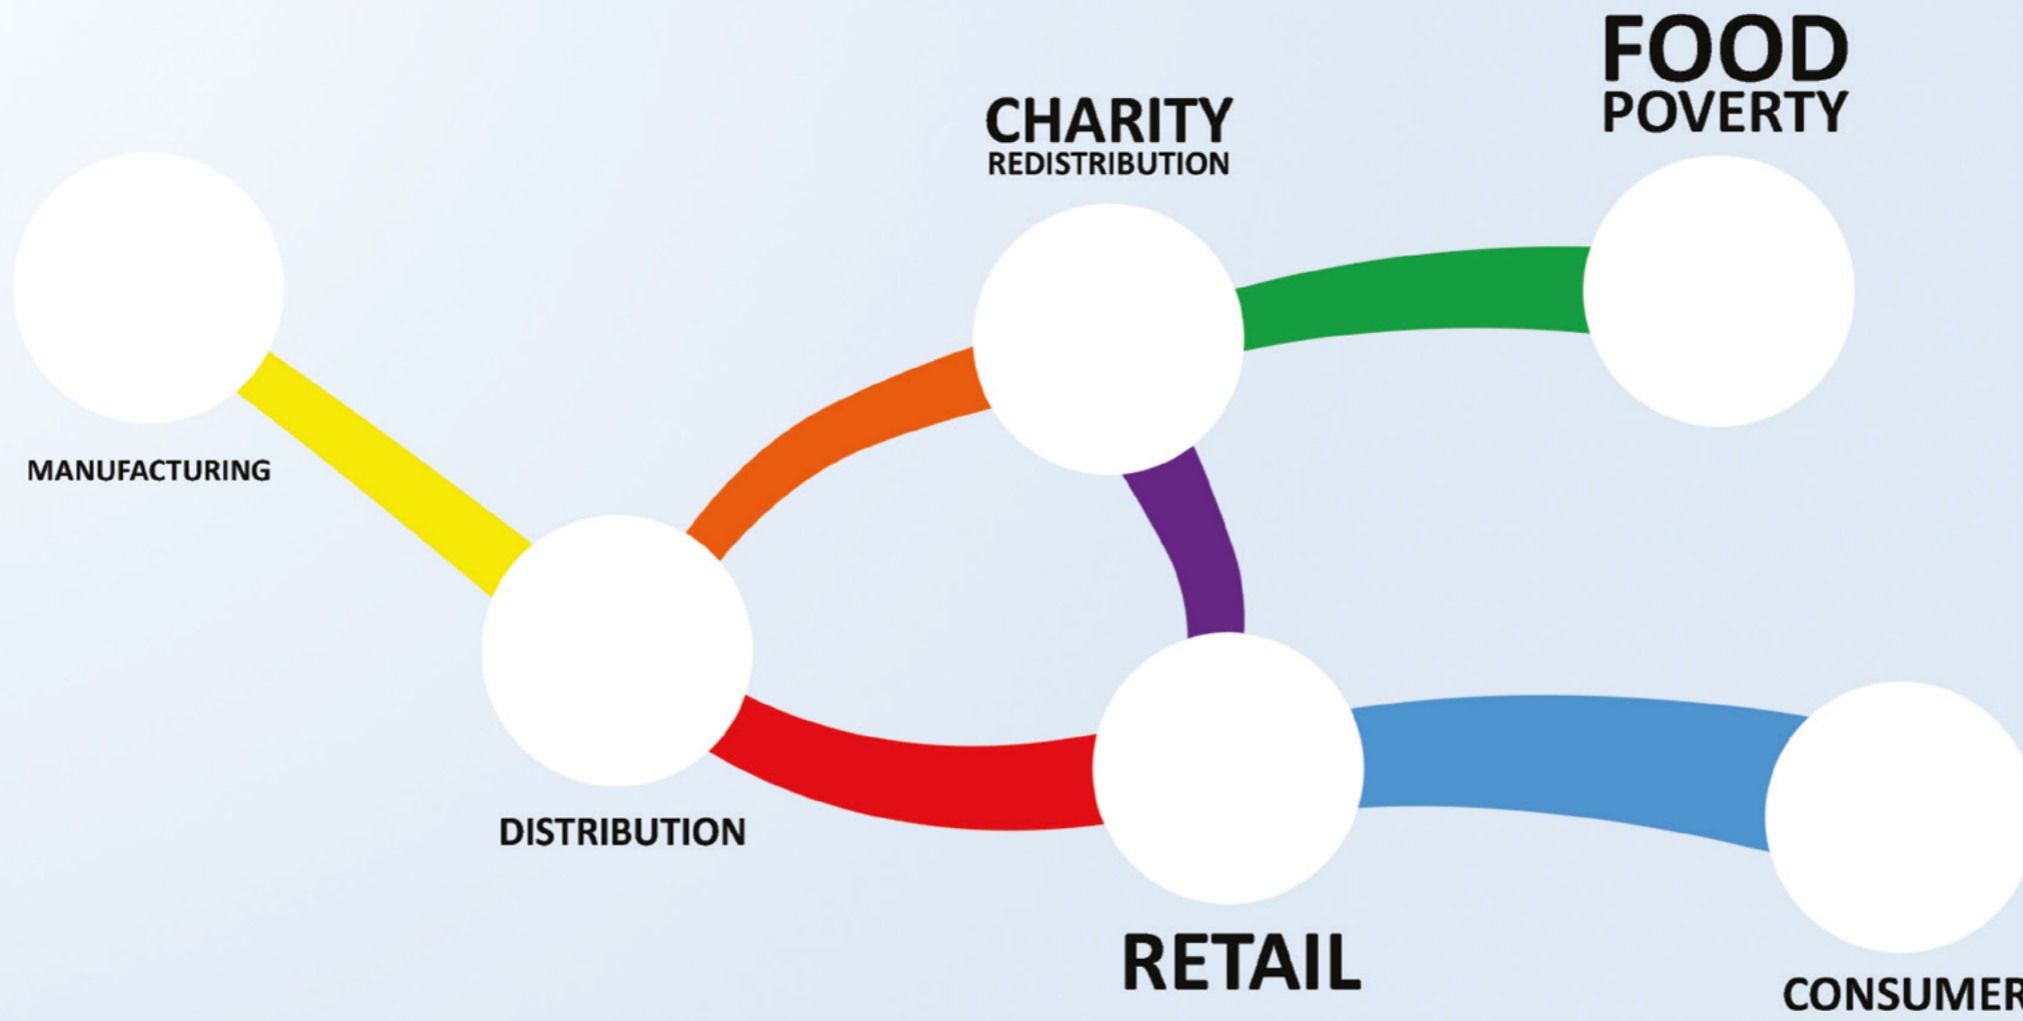 FOOD
POVERTY
CHARITY
REDISTRIBUTION
MANUFACTURING
DISTRIBUTION
RETAIL
CONSUMER